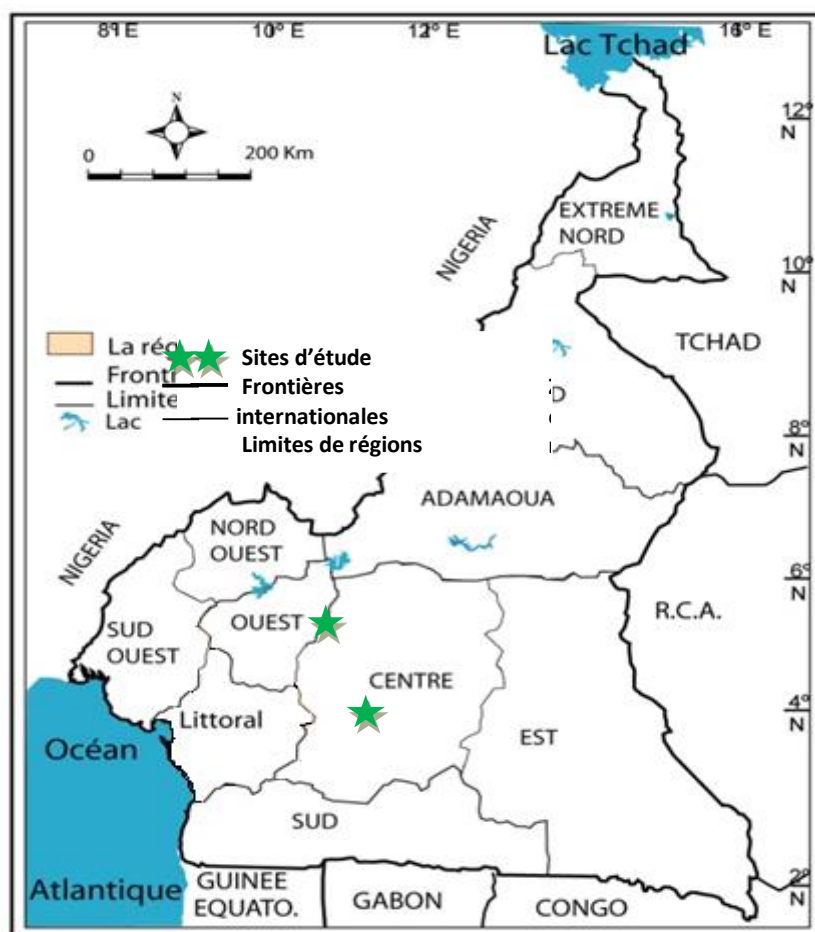 8°1 E 10° E 12° E 16° E
Lac Tchad
N
0 200 Km
12°
N
EXTREME
NORD
NIGERIA
10°
N
TCHAD
La rég
Sites d’étude
Fronti
Frontières
Limite
internationales
Lac
Limites de régions
D
8°
N
ADAMAOUA
NORD
OUEST
NIGERIA
6°
N
R.C.A.
OUEST
SUD
OUEST
CENTRE
4°
N
Littoral
EST
Océan
SUD
Atlantique
GUINEE
EQUATO.
GABON
CONGO
2°
N